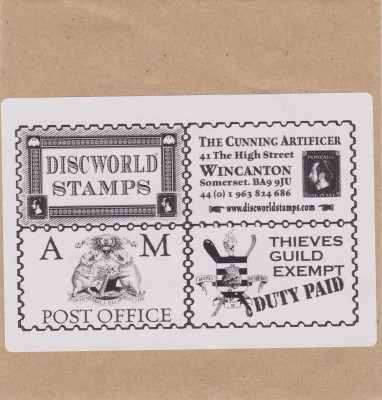 DISCWORLD
STAMPS
THE CUNNING ARTIFICER
41 The High Street
WINCANTON
Somerset. BA9 9JU
44 (0) 1 963 824 686
www.discworldstamps.com
POSTAGE
ONE PENNY
A M
POST OFFICE
THIEVES
GUILD
EXEMPT
DUTY PAID